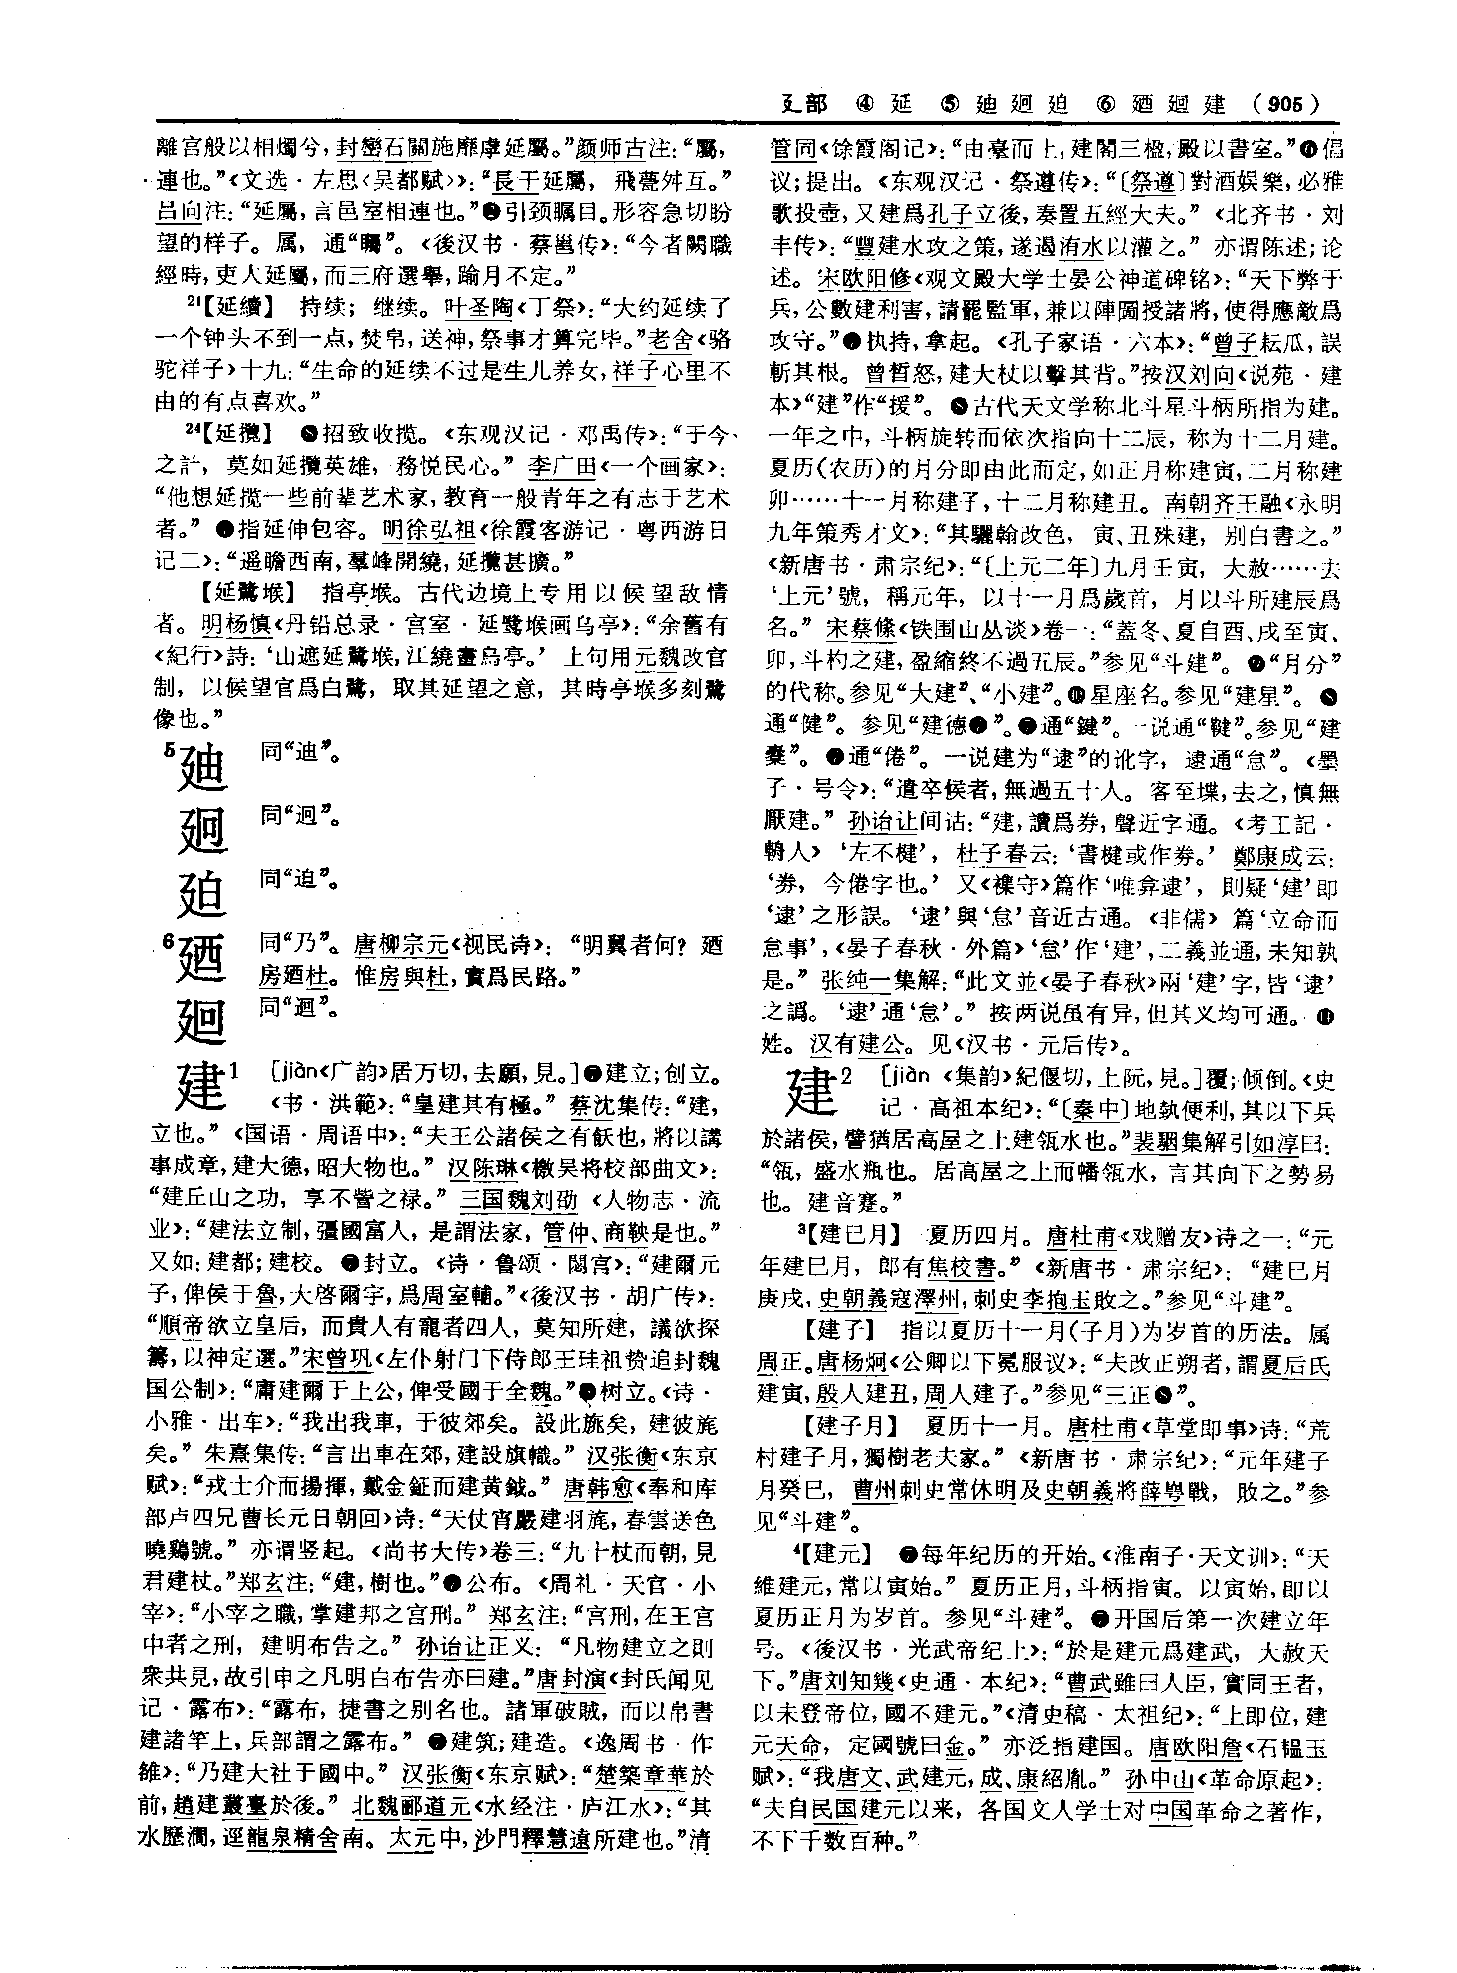 廴部 ④ 延 ⑤ 廸 廻 廹 ⑥ 廼 廽 建 (905)
離宫般以相爥兮，封巒石關施靡虖延屬。”颜师古注：“屬，
連也。”《文选·左思〈吴都赋〉》：“長干延屬，飛甍舛互。”
吕向注：“延屬，言邑室相連也。”引颈瞩目。形容急切盼
望的样子。属，通“矚”。《後汉书·蔡邕传》：“今者闕職
經時，吏人延屬，而三府選舉，踰月不定。”
21【延續】 持续；继续。叶圣陶《丁祭》：“大约延续了
一个钟头不到一点，焚帛，送神，祭事才算完毕。”老舍《骆
驼祥子》十九：“生命的延续不过是生儿养女，祥子心里不
由的有点喜欢。”
24【延攬】 ❶招致收揽。《东观汉记·邓禹传》：“于今
之計，莫如延攬英雄，務悦民心。”李广田《一个画家》：
“他想延揽一些前辈艺术家，教育一般青年之有志于艺术
者。”❷指延伸包容。明徐弘祖《徐霞客游记·粤西游日
记二》：“遥瞻西南，羣峰開繞，延攬甚擴。”
【延鷺堠】 指亭堠。古代边境上专用以候望敌情
者。明杨慎《丹铅总录·宫室·延鹭堠画乌亭》：“余舊有
《紀行》詩：‘山遮延鷺堠，江繞畫烏亭。’上句用元魏改官
制，以候望官爲白鷺，取其延望之意，其時亭堠多刻鷺
像也。”
5廸 同“迪”。
廻 同“迴”。
廹 同“迫”。
6廼 同“乃”。唐柳宗元《视民诗》：“明翼者何？廼
房廼杜。惟房與杜，實爲民路。”
廽 同“迴”。
建1 [jiàn《广韵》居万切，去願，見。]❶建立；创立。
《书·洪範》：“皇建其有極。”蔡沈集传：“建，
立也。”《国语·周语中》：“夫王公諸侯之有飫也，將以講
事成章，建大德，昭大物也。”汉陈琳《檄吴将校部曲文》：
“建丘山之功，享不訾之禄。”三国魏刘劭《人物志·流
业》：“建法立制，彊國富人，是謂法家，管仲、商鞅是也。”
又如：建都；建校。❷封立。《诗·鲁颂·閟宫》：“建爾元
子，俾侯于魯，大啓爾宇，爲周室輔。”《後汉书·胡广传》：
“順帝欲立皇后，而貴人有寵者四人，莫知所建，議欲探
籌，以神定選。”宋曾巩《左仆射门下侍郎王珪祖贽追封魏
国公制》：“肅建爾于上公，俾受國于全魏。”❸树立。《诗·
小雅·出车》：“我出我車，于彼郊矣。設此旐矣，建彼旄
矣。”朱熹集传：“言出車在郊，建設旗幟。”汉张衡《东京
赋》：“戎士介而揚揮，戴金鉦而建黄鉞。”唐韩愈《奉和库
部卢四兄曹长元日朝回》诗：“天仗宵嚴建羽旄，春雲送色
曉鷄號。”亦谓竖起。《尚书大传》卷三：“九十杖而朝，見
君建杖。”郑玄注：“建，樹也。”❹公布。《周礼·天官·小
宰》：“小宰之職，掌建邦之宫刑。”郑玄注：“宫刑，在王宫
中者之刑，建明布告之。”孙诒让正义：“凡物建立之則
衆共見，故引申之凡明白布告亦曰建。”唐封演《封氏闻见
记·露布》：“露布，捷書之别名也。諸軍破賊，而以帛書
建諸竿上，兵部謂之露布。”❺建筑；建造。《逸周书·作
雒》：“乃建大社于國中。”汉张衡《东京赋》：“楚築章華於
前，趙建叢臺於後。”北魏郦道元《水经注·庐江水》：“其
水歷澗，逕龍泉精舍南。太元中，沙門釋慧遠所建也。”清
管同《馀霞阁记》：“由臺而上，建閣三楹，殿以書室。”❻倡
议；提出。《东观汉记·祭遵传》：“〔祭遵〕對酒娱樂，必雅
歌投壺，又建爲孔子立後，奏置五經大夫。”《北齐书·刘
丰传》：“豐建水攻之策，遂遏洧水以灌之。”亦谓陈述；论
述。宋欧阳修《观文殿大学士晏公神道碑铭》：“天下弊于
兵，公數建利害，請罷監軍，兼以陣圖授諸將，使得應敵爲
攻守。”❼执持，拿起。《孔子家语·六本》：“曾子耘瓜，誤
斬其根。曾晳怒，建大杖以擊其背。”按汉刘向《说苑·建
本》“建”作“援”。❽古代天文学称北斗星斗柄所指为建。
一年之中，斗柄旋转而依次指向十二辰，称为十二月建。
夏历(农历)的月分即由此而定，如正月称建寅，二月称建
卯……十一月称建子，十二月称建丑。南朝齐王融《永明
九年策秀才文》：“其驪翰改色，寅、丑殊建，别白書之。”
《新唐书·肃宗纪》：“〔上元二年〕九月壬寅，大赦……去
‘上元’號，稱元年，以十一月爲歲首，月以斗所建辰爲
名。”宋蔡絛《铁围山丛谈》卷一：“蓋冬、夏自酉、戌至寅、
卯，斗杓之建，盈縮終不過五辰。”参见“斗建”。❾“月分”
的代称。参见“大建”、“小建”。❿星座名。参见“建星”。⓫
通“健”。参见“建德”。⓬通“鍵”。一说通“鞬”。参见“建
櫜”。⓭通“倦”。一说建为“逮”的讹字，逮通“怠”。《墨
子·号令》：“遣卒候者，無過五十人。客至堞，去之，慎無
厭建。”孙诒让间诂：“建，讀爲券，聲近字通。《考工記·
輈人》‘左不楗’，杜子春云：‘書楗或作券。’鄭康成云：
‘券，今倦字也。’又《襍守》篇作‘唯弇逮’，則疑‘建’即
‘逮’之形誤。‘逮’與‘怠’音近古通。《非儒》篇‘立命而
怠事’，《晏子春秋·外篇》‘怠’作‘建’，二義並通，未知孰
是。”张纯一集解：“此文並《晏子春秋》兩‘建’字，皆‘逮’
之譌。‘逮’通‘怠’。”按两说虽有异，但其义均可通。⓮
姓。汉有建公。见《汉书·元后传》。
建2 [jiǎn《集韵》紀偃切，上阮，見。]覆；倾倒。《史
记·高祖本纪》：“〔秦中〕地埶便利，其以下兵
於諸侯，譬猶居高屋之上建瓴水也。”裴駰集解引如淳曰：
“瓴，盛水瓶也。居高屋之上而幡瓴水，言其向下之勢易
也。建音蹇。”
3【建巳月】 夏历四月。唐杜甫《戏赠友》诗之一：“元
年建巳月，郎有焦校書。”《新唐书·肃宗纪》：“建巳月
庚戌，史朝義寇澤州，刺史李抱玉敗之。”参见“斗建”。
【建子】 指以夏历十一月(子月)为岁首的历法。属
周正。唐杨炯《公卿以下冕服议》：“夫改正朔者，謂夏后氏
建寅，殷人建丑，周人建子。”参见“三正❶”。
【建子月】 夏历十一月。唐杜甫《草堂即事》诗：“荒
村建子月，獨樹老夫家。”《新唐书·肃宗纪》：“元年建子
月癸巳，曹州刺史常休明及史朝義將薛崿戰，敗之。”参
见“斗建”。
4【建元】 ❶每年纪历的开始。《淮南子·天文训》：“天
維建元，常以寅始。”夏历正月，斗柄指寅。以寅始，即以
夏历正月为岁首。参见“斗建”。❷开国后第一次建立年
号。《後汉书·光武帝纪上》：“於是建元爲建武，大赦天
下。”唐刘知幾《史通·本纪》：“曹武雖曰人臣，實同王者，
以未登帝位，國不建元。”《清史稿·太祖纪》：“上即位，建
元天命，定國號曰金。”亦泛指建国。唐欧阳詹《石韫玉
赋》：“我唐文、武建元，成、康紹胤。”孙中山《革命原起》：
“夫自民国建元以来，各国文人学士对中国革命之著作，
不下千数百种。”